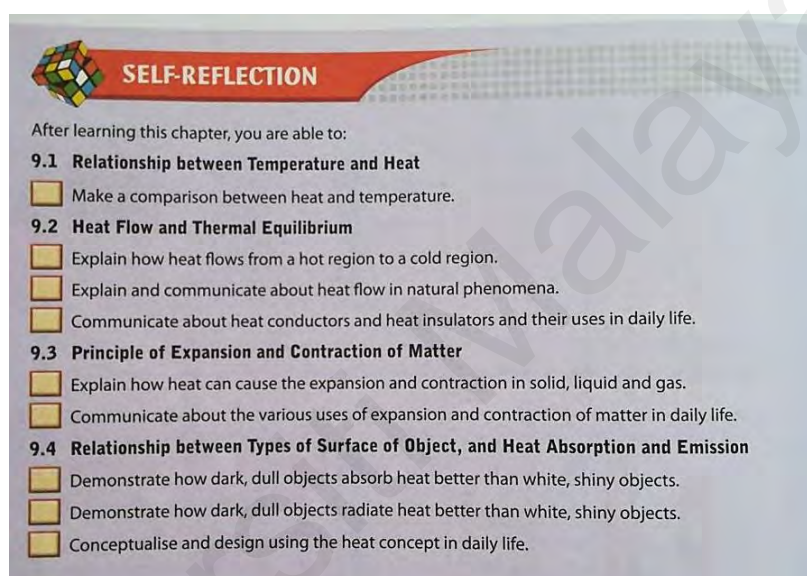 SELF-REFLECTION
After learning this chapter, you are able to:
9.1 Relationship between Temperature and Heat
Make a comparison between heat and temperature.
9.2 Heat Flow and Thermal Equilibrium
Explain how heat flows from a hot region to a cold region.
Explain and communicate about heat flow in natural phenomena.
Communicate about heat conductors and heat insulators and their uses in daily life.
9.3 Principle of Expansion and Contraction of Matter
Explain how heat can cause the expansion and contraction in solid, liquid and gas.
Communicate about the various uses of expansion and contraction of matter in daily life.
9.4 Relationship between Types of Surface of Object, and Heat Absorption and Emission
Demonstrate how dark, dull objects absorb heat better than white, shiny objects.
Demonstrate how dark, dull objects radiate heat better than white, shiny objects.
Conceptualise and design using the heat concept in daily life.